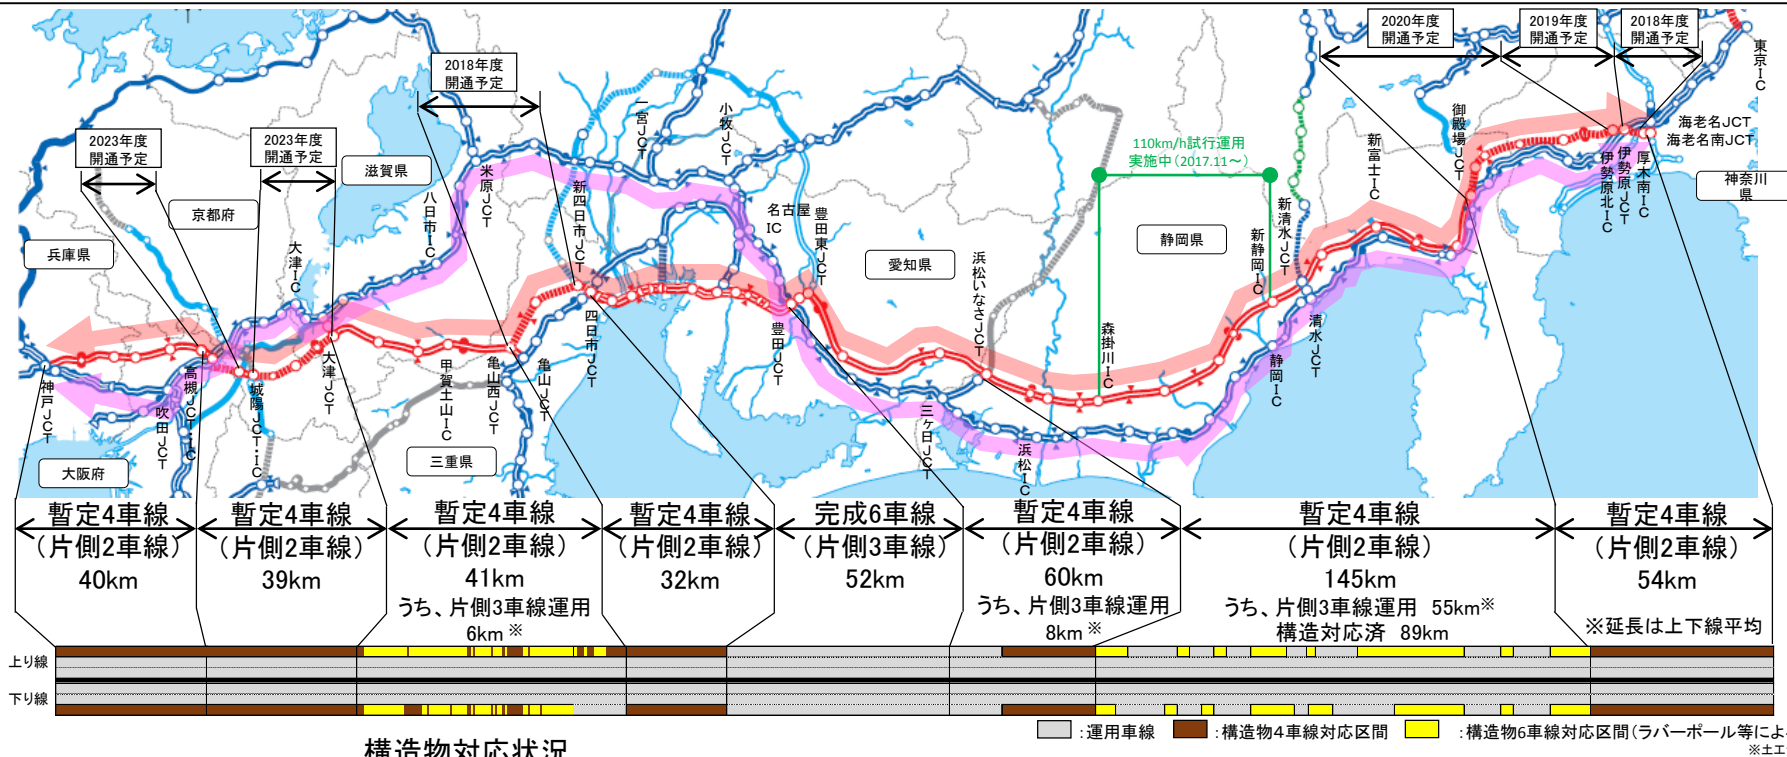 2018年度
開通予定
2023年度
開通予定
2023年度
開通予定
2020年度
開通予定
2019年度
開通予定
2018年度
開通予定
110km/h試行運用
実施中(2017.11～)
兵庫県
京都府
滋賀県
大阪府
三重県
愛知県
静岡県
神奈川
県
神戸JCT
吹田JCT
高槻JCT・IC
城陽JCT・IC
大津IC
大津JCT
八日市IC
米原JCT
甲賀土山IC
亀山西JCT
亀山JCT
新四日市JCT
四日市JCT
一宮JCT
小牧JCT
名古屋
IC
豊田東JCT
豊田JCT
三ヶ日JCT
浜松いなさJCT
浜松IC
森掛川IC
新静岡IC
静岡IC
新清水JCT
清水JCT
新富士IC
御殿場JCT
伊勢原北IC
伊勢原JCT
厚木南IC
海老名JCT
海老名南JCT
東京IC
暫定4車線
(片側2車線)
40km
暫定4車線
(片側2車線)
39km
暫定4車線
(片側2車線)
41km
うち、片側3車線運用
6km※
暫定4車線
(片側2車線)
32km
完成6車線
(片側3車線)
52km
暫定4車線
(片側2車線)
60km
うち、片側3車線運用
8km※
暫定4車線
(片側2車線)
145km
うち、片側3車線運用 55km※
構造対応済 89km
暫定4車線
(片側2車線)
54km
※延長は上下線平均
上り線
下り線
:運用車線
:構造物4車線対応区間
:構造物6車線対応区間(ラバーポール等によ
※土工
構造物対応状況